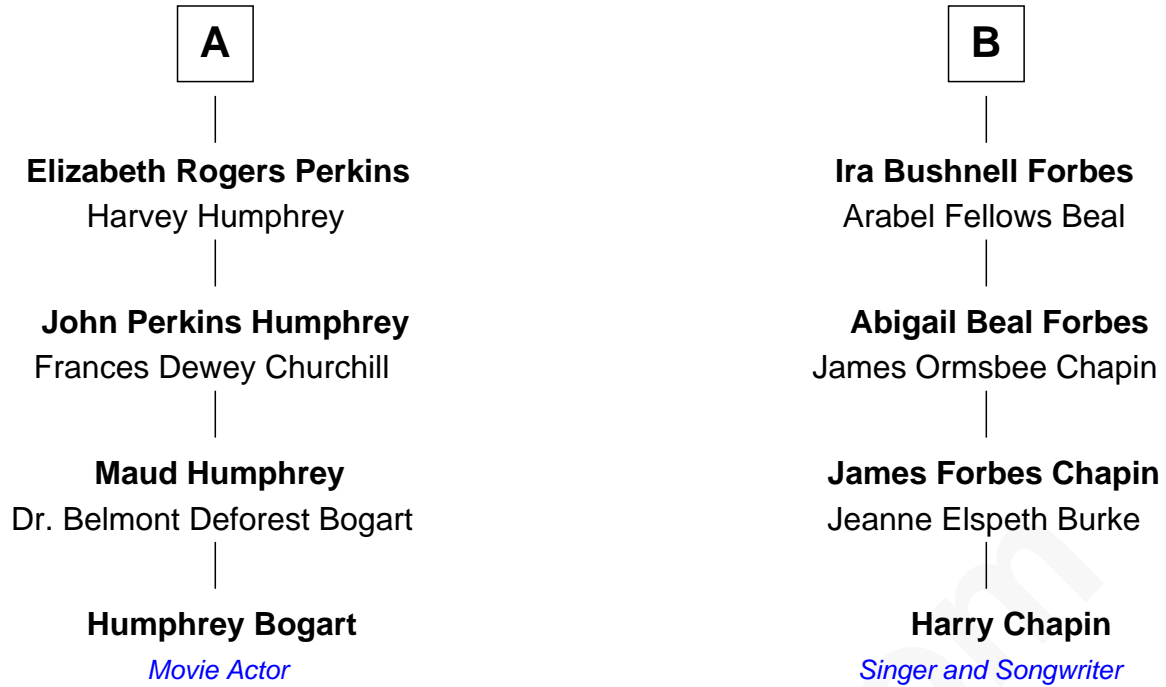 A
Elizabeth Rogers Perkins
Harvey Humphrey
John Perkins Humphrey
Frances Dewey Churchill
Maud Humphrey
Dr. Belmont Deforest Bogart
Humphrey Bogart
Movie Actor
B
Ira Bushnell Forbes
Arabel Fellows Beal
Abigail Beal Forbes
James Ormsbee Chapin
James Forbes Chapin
Jeanne Elspeth Burke
Harry Chapin
Singer and Songwriter